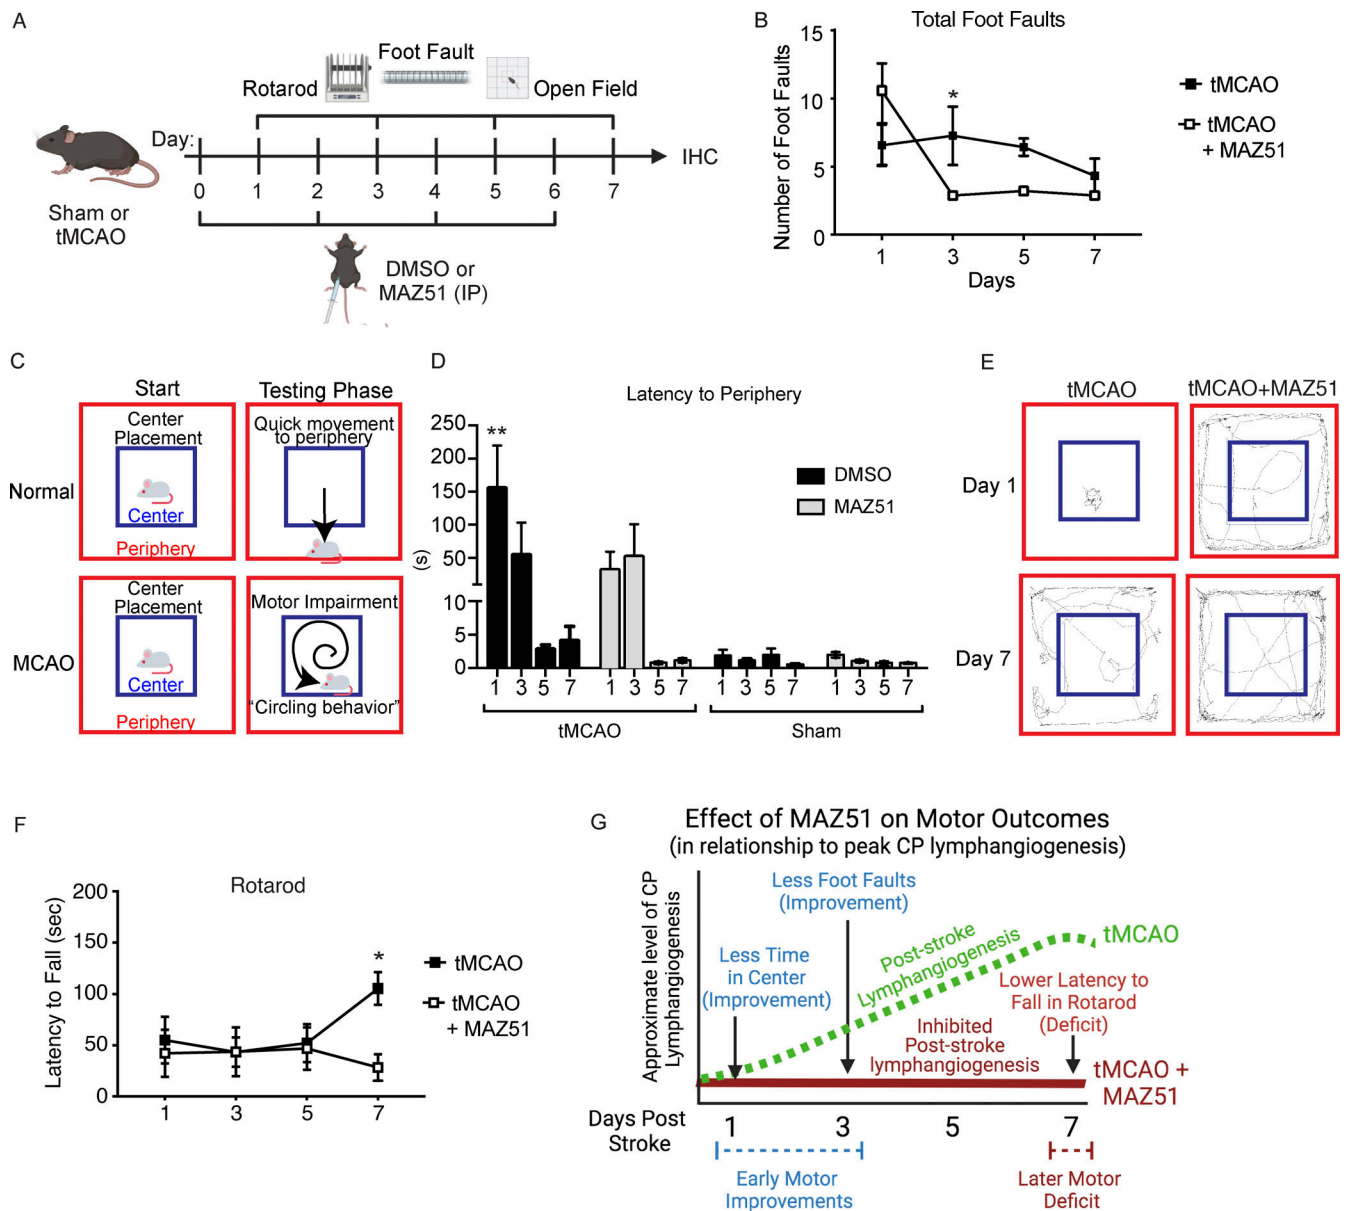 A
Rotarod
Foot Fault
Open Field
Day:
IHC
0 1 2 3 4 5 6 7
Sham or
tMCAO
DMSO or
MAZ51 (IP)
B
Total Foot Faults
Number of Foot Faults
15
10
5
0
*
1 3 5 7
Days
tMCAO
tMCAO
+ MAZ51
C
Start
Testing Phase
Normal
Center
Placement
Center
Periphery
Quick movement
to periphery
MCAO
Center
Placement
Center
Periphery
Motor Impairment
“Circling behavior”
D
Latency to Periphery
(s)
250
200
150
100
50
10
5
0
**
DMSO
MAZ51
1 3 5 7 1 3 5 7 1 3 5 7 1 3 5 7
tMCAO
Sham
E
tMCAO
tMCAO+MAZ51
Day 1
Day 7
F
Rotarod
Latency to Fall (sec)
200
150
100
50
0
*
1 3 5 7
tMCAO
tMCAO
+ MAZ51
G
Effect of MAZ51 on Motor Outcomes
(in relationship to peak CP lymphangiogenesis)
Approximate level of CP
Lymphangiogenesis
Less Foot Faults
(Improvement)
Less Time
in Center
(Improvement)
Post-stroke
Lymphangiogenesis
tMCAO
Lower Latency to
Fall in Rotarod
(Deficit)
Inhibited
Post-stroke
lymphangiogenesis
tMCAO +
MAZ51
Days Post
Stroke
1 3 5 7
Early Motor
Improvements
Later Motor
Deficit